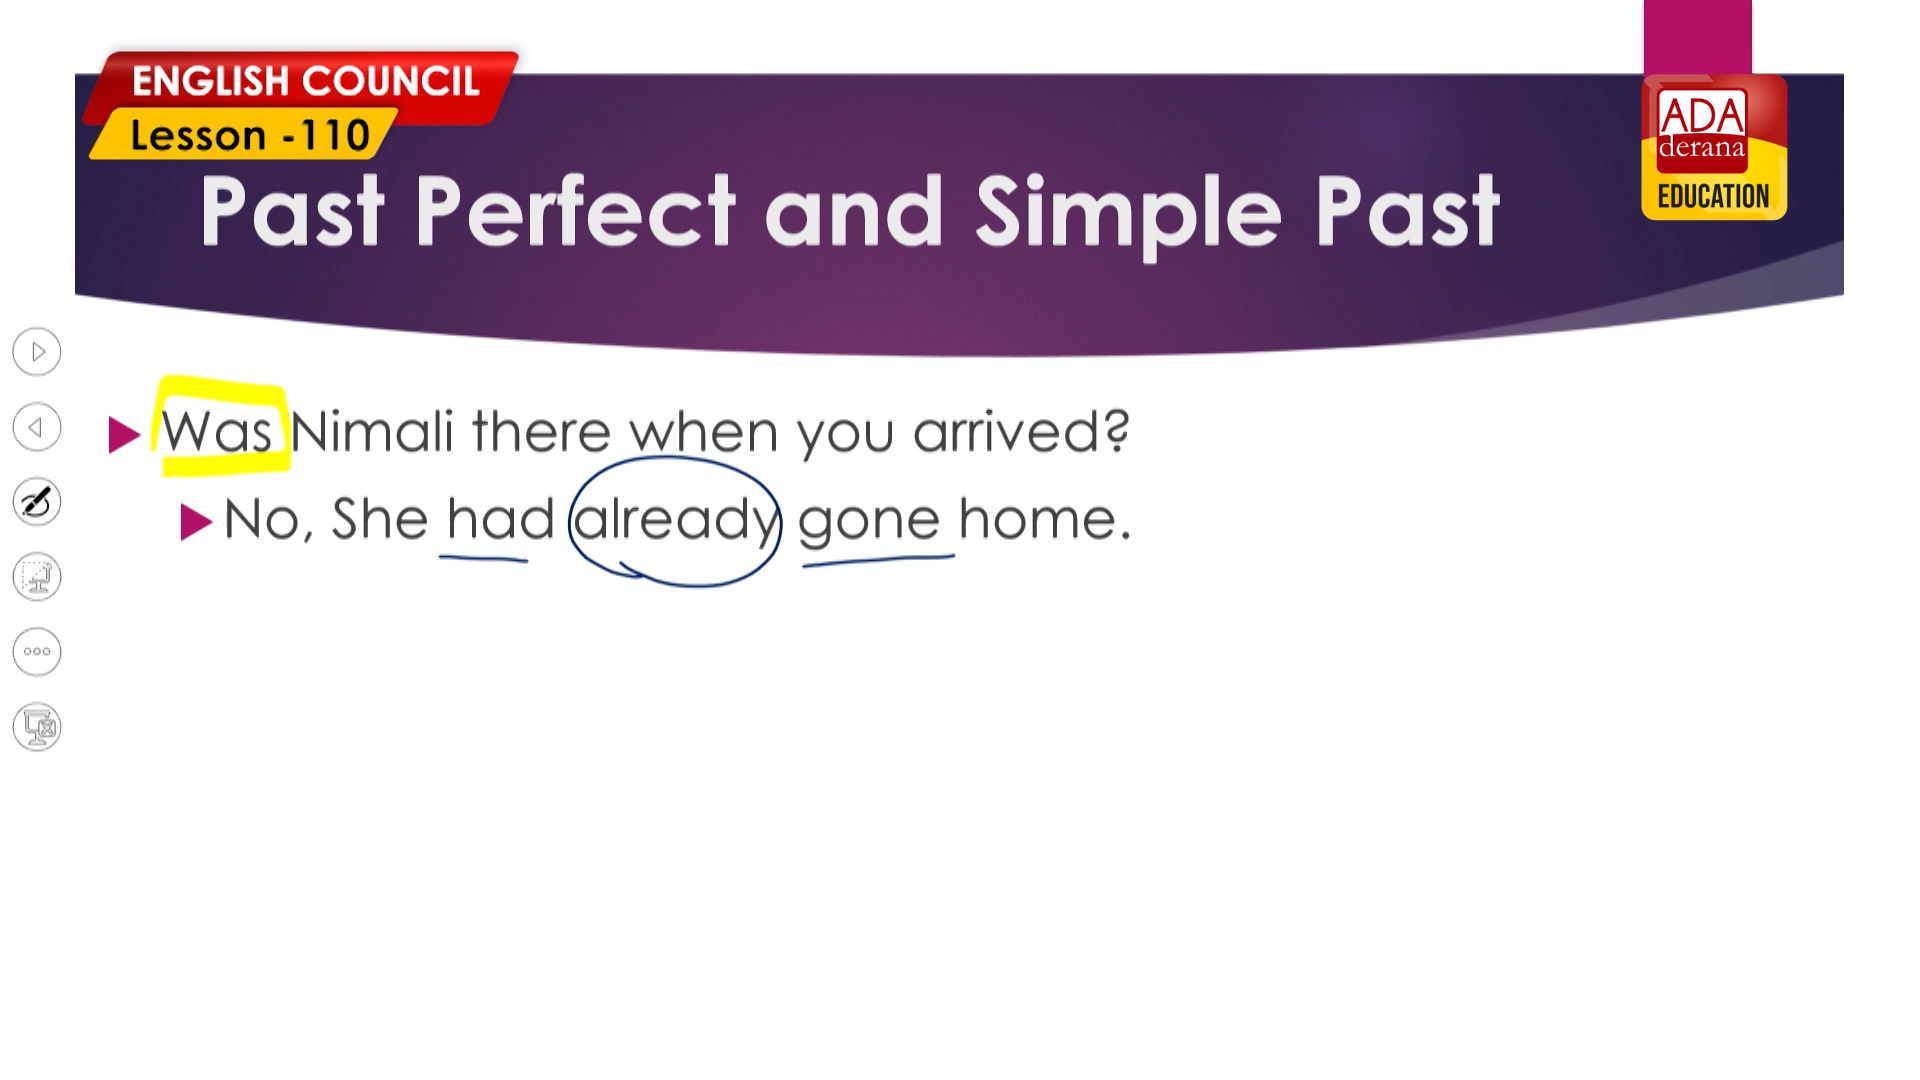 ENGLISH COUNCIL
Lesson -110
ADA
derana
EDUCATION
Past Perfect and Simple Past
Was Nimali there when you arrived?
No, She had already gone home.